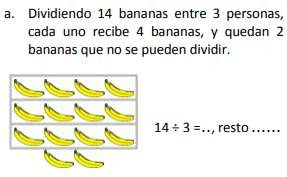 a. Dividiendo 14 bananas entre 3 personas,
cada uno recibe 4 bananas, y quedan 2
bananas que no se pueden dividir.
14 ÷ 3 =.., resto ......